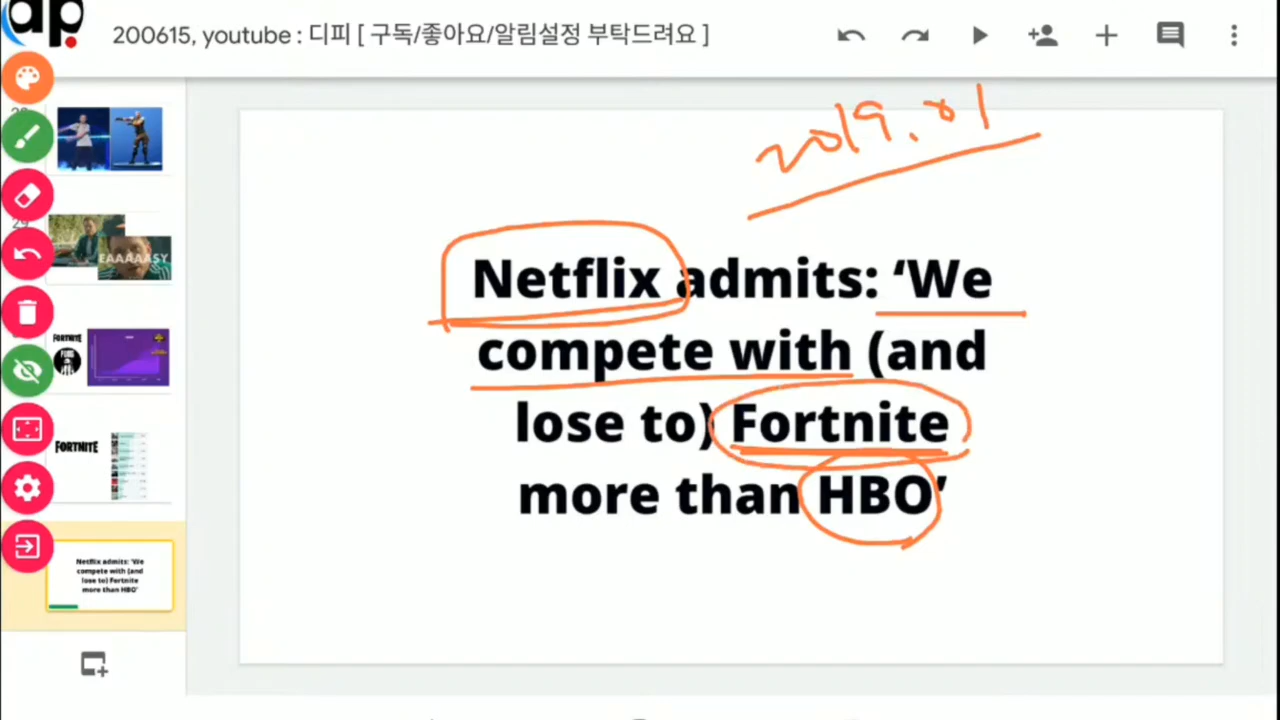 dp
200615, youtube : 디피 [ 구독/좋아요/알림설정 부탁드려요 ]
2019.01
Netflix admits: ‘We
compete with (and
lose to) Fortnite
more than HBO’
29
EAAAAASY
FORTNITE
FORTNITE
Netflix admits: 'We
compete with (and
lose to) Fortnite
more than HBO'